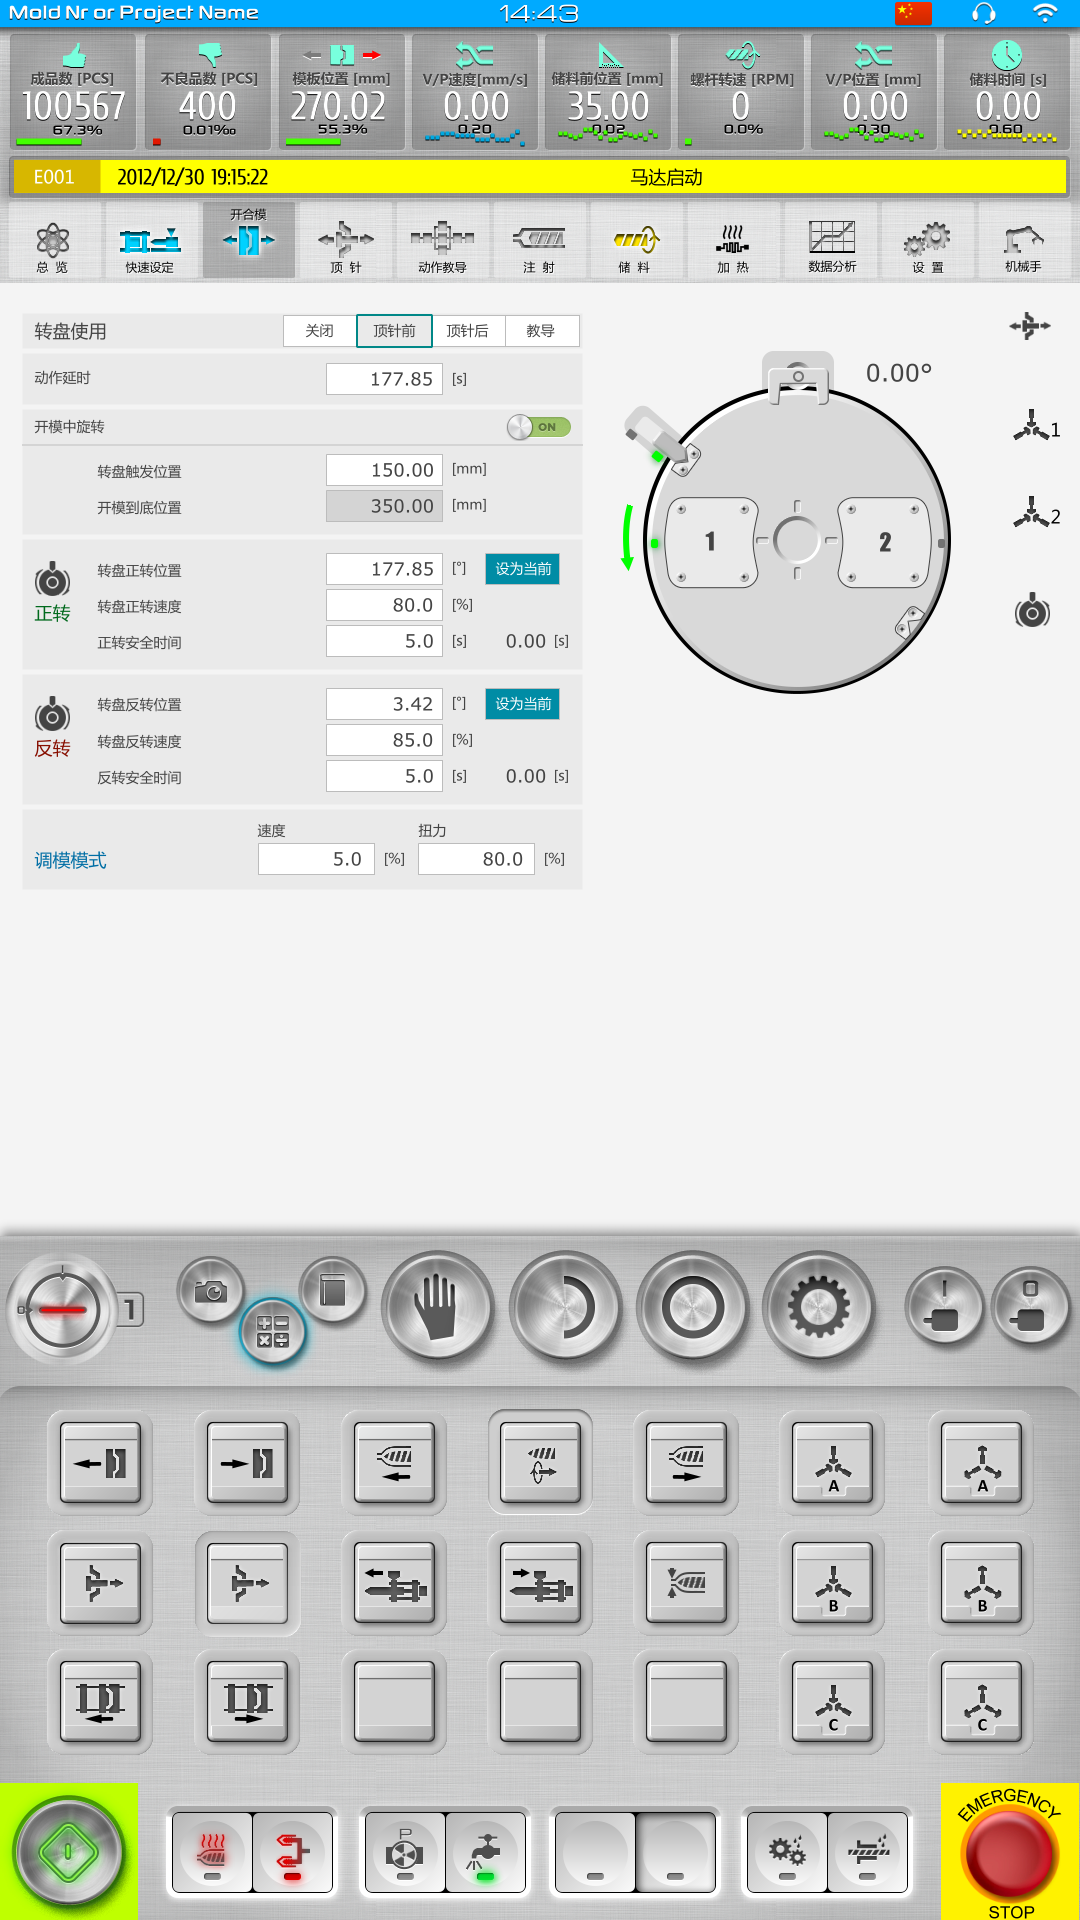 Mold Nr or Project Name
14:43
成品数 [PCS]
100567
67.3%
不良品数 [PCS]
400
0.01‰
模板位置 [mm]
270.02
55.3%
V/P速度[mm/s]
0.00
0.20
储料前位置 [mm]
35.00
0.02
螺杆转速 [RPM]
0
0.0%
V/P位置 [mm]
0.00
0.30
储料时间 [s]
0.00
0.60
E001
2012/12/30 19:15:22
马达启动
总 览
快速设定
开合模
顶 针
动作教导
注 射
储 料
加 热
数据分析
设 置
机械手
转盘使用
关闭
顶针前
顶针后
教导
动作延时
177.85
[s]
开模中旋转
ON
转盘触发位置
150.00
[mm]
开模到底位置
350.00
[mm]
正转
转盘正转位置
177.85
[°]
设为当前
转盘正转速度
80.0
[%]
正转安全时间
5.0
[s]
0.00 [s]
反转
转盘反转位置
3.42
[°]
设为当前
转盘反转速度
85.0
[%]
反转安全时间
5.0
[s]
0.00 [s]
调模模式
速度
5.0
[%]
扭力
80.0
[%]
0.00°
1
2
1
2
0
I
1
I
0
A
A
B
B
C
C
P
EMERGENCY
STOP